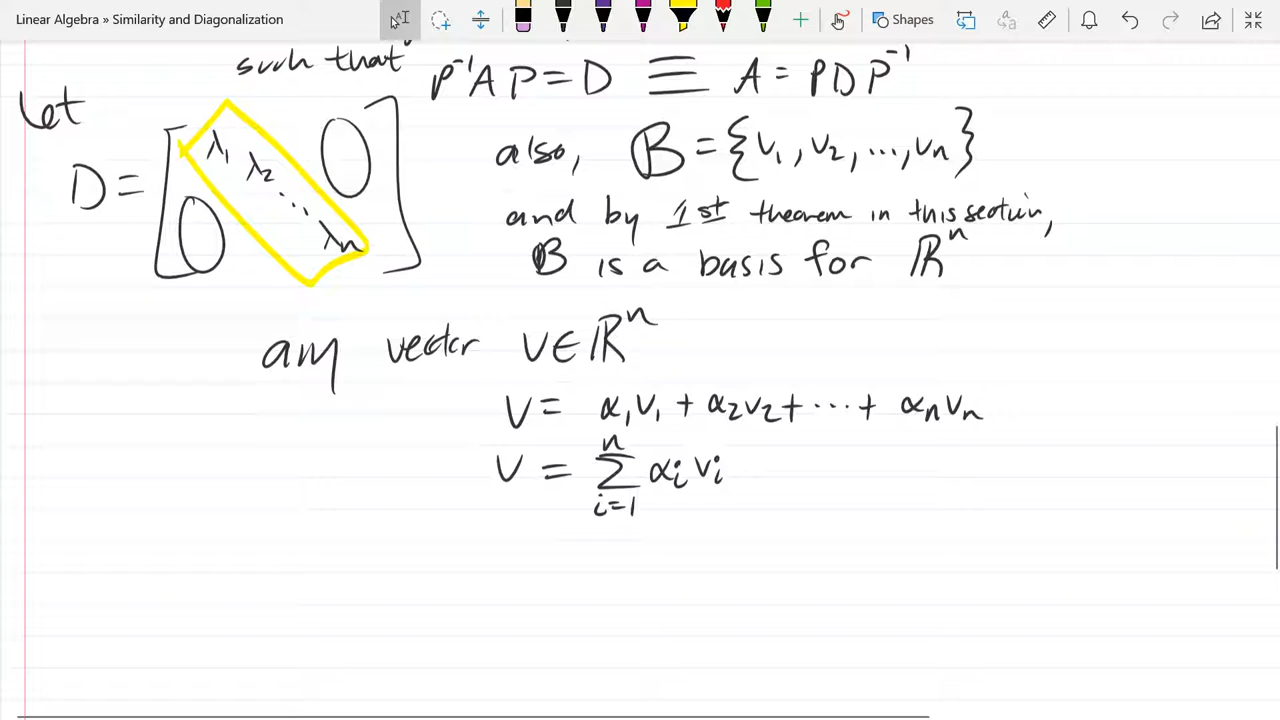 Linear Algebra » Similarity and Diagonalization
Shapes
such that
P⁻¹AP = D ≡ A = PDP⁻¹
Let
D = [λ₁ λ₂ ⋱ λₙ 0 0]
also, B = {v₁, v₂, ..., vₙ}
and by 1st theorem in this section,
B is a basis for ℝⁿ
any vector v ∈ ℝⁿ
v = α₁v₁ + α₂v₂ + ⋯ + αₙvₙ
v = ∑ᵢ₌₁ⁿ αᵢvᵢ